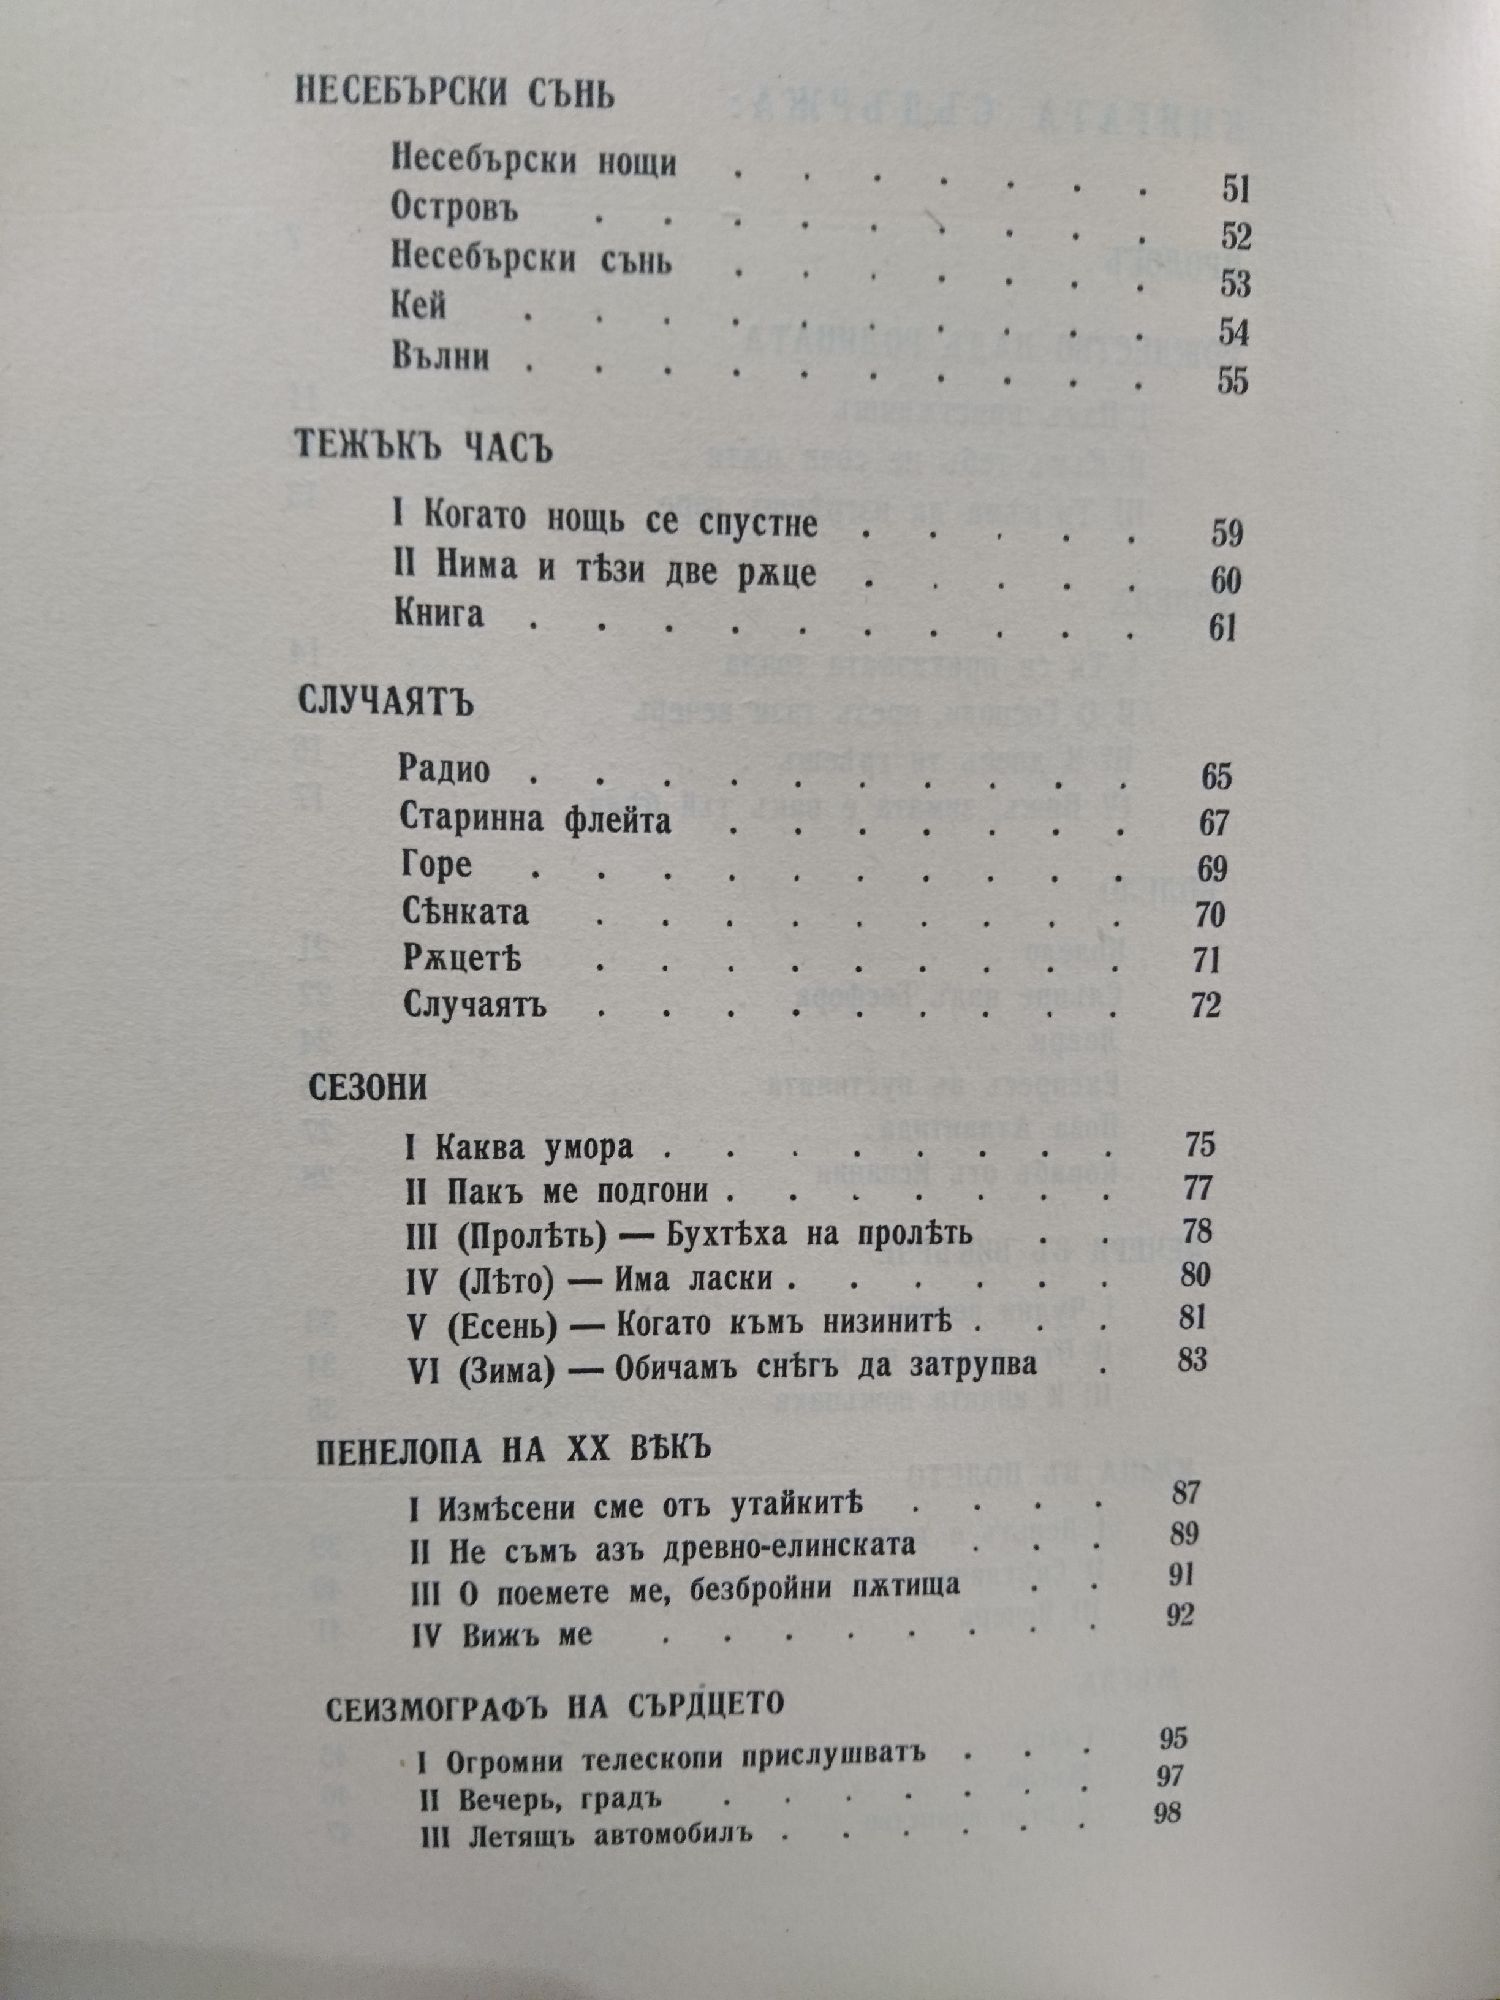 НЕСЕБЪРСКИ СЪНЬ
Несебърски нощи . . . . . . . 51
Островъ . . . . . . . . . 52
Несебърски сънь . . . . . . . 53
Кей . . . . . . . . . . 54
Вълни . . . . . . . . . . 55
ТЕЖЪКЪ ЧАСЪ
I Когато нощь се спустне . . . . . 59
II Нима и тѣзи две рѫце . . . . . 60
Книга . . . . . . . . . . 61
СЛУЧАЯТЪ
Радио . . . . . . . . . . 65
Старинна флейта . . . . . . . 67
Горе . . . . . . . . . . 69
Сѣнката . . . . . . . . . 70
Рѫцетѣ . . . . . . . . . 71
Случаятъ . . . . . . . . . 72
СЕЗОНИ
I Каква умора . . . . . . . . 75
II Пакъ ме подгони . . . . . . . 77
III (Пролѣть) — Бухтѣха на пролѣть . . 78
IV (Лѣто) — Има ласки . . . . . . 80
V (Есень) — Когато къмъ низинитѣ . . . 81
VI (Зима) — Обичамъ снѣгъ да затрупва . 83
ПЕНЕЛОПА НА XX ВѢКЪ
I Измѣсени сме отъ утайкитѣ . . . . 87
II Не съмъ азъ древно-елинската . . . 89
III О поемете ме, безбройни пѫтища . . 91
IV Вижъ ме . . . . . . . . 92
СЕИЗМОГРАФЪ НА СЪРДЦЕТО
I Огромни телескопи прислушватъ . . . 95
II Вечерь, градъ . . . . . . . 97
III Летящъ автомобилъ . . . . . . 98